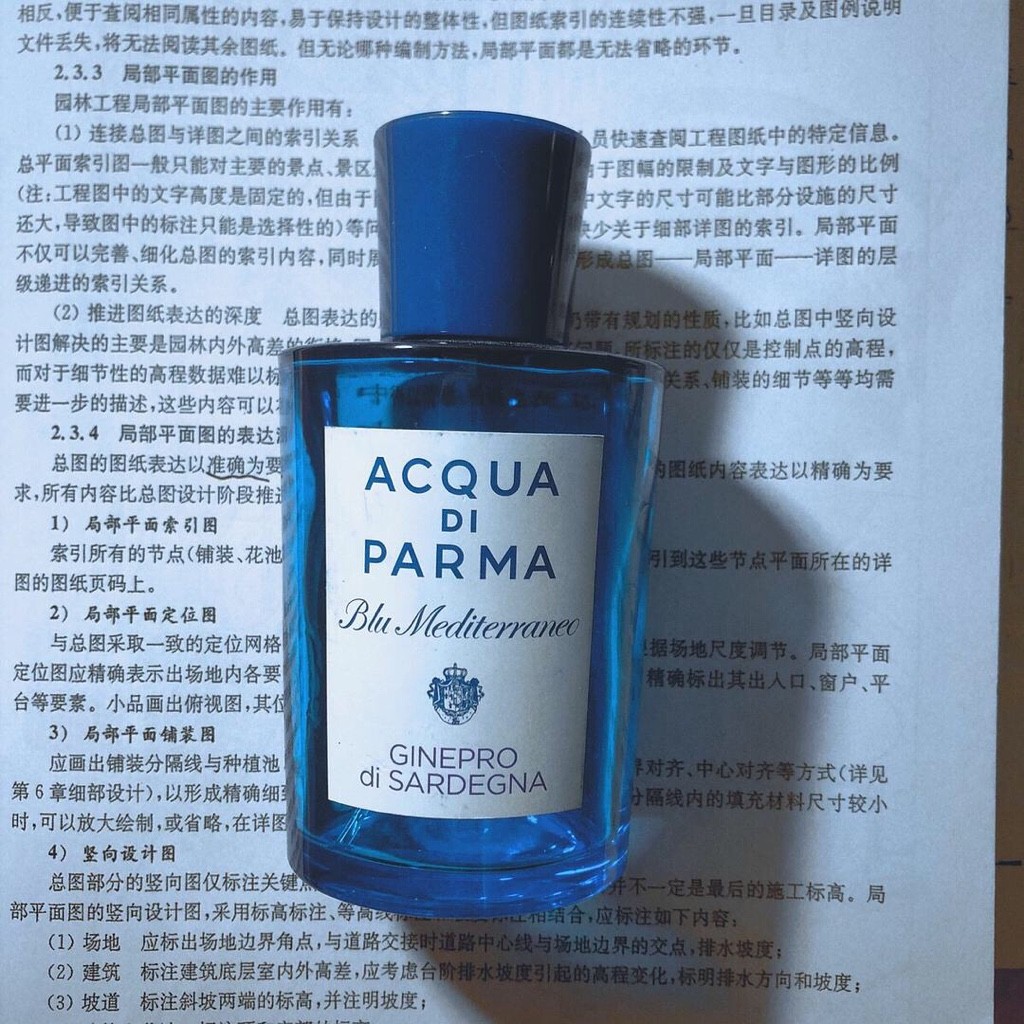 相反,便于查阅相同属性的内容,易于保持设计的整体性,但图纸索引的连续性不强,一旦目录及图例说明
文件丢失,将无法阅读其余图纸。但无论哪种编制方法,局部平面都是无法省略的环节。
2.3.3 局部平面图的作用
园林工程局部平面图的主要作用有:
(1) 连接总图与详图之间的索引关系 员快速查阅工程图纸中的特定信息。
总平面索引图一般只能对主要的景点、景区 于图幅的限制及文字与图形的比例
(注:工程图中的文字高度是固定的,但由于 中文字的尺寸可能比部分设施的尺寸
还大,导致图中的标注只能是选择性的)等 缺少关于细部详图的索引。局部平面
不仅可以完善、细化总图的索引内容,同时 形成总图——局部平面——详图的层
级递进的索引关系。
(2) 推进图纸表达的深度 总图表达的 仍带有规划的性质,比如总图中竖向设
计图解决的主要是园林内外高差的 问题,所标注的仅仅是控制点的高程,
而对于细节性的高程数据难以标 关系、铺装的细节等等均需
要进一步的描述,这些内容可以
2.3.4 局部平面图的表达
总图的图纸表达以准确为要 的图纸内容表达以精确为要
求,所有内容比总图设计阶段推
1) 局部平面索引图
索引所有的节点(铺装、花池 引到这些节点平面所在的详
图的图纸页码上。
2) 局部平面定位图
与总图采取一致的定位网格 根据场地尺度调节。局部平面
定位图应精确表示出场地内各要 精确标出其出入口、窗户、平
台等要素。小品画出俯视图,其位
3) 局部平面铺装图
应画出铺装分隔线与种植池 界对齐、中心对齐等方式(详见
第6章细部设计),以形成精确细 分隔线内的填充材料尺寸较小
时,可以放大绘制,或省略,在详图
4) 竖向设计图
总图部分的竖向图仅标注关键点 并不一定是最后的施工标高。局
部平面图的竖向设计图,采用标高标注、等高线标注 标注相结合,应标注如下内容:
(1) 场地 应标出场地边界角点,与道路交接时道路中心线与场地边界的交点,排水坡度;
(2) 建筑 标注建筑底层室内外高差,应考虑台阶排水坡度引起的高程变化,标明排水方向和坡度;
(3) 坡道 标注斜坡两端的标高,并注明坡度;
ACQUA
DI
PARMA
Blu Mediterraneo
GINEPRO
di SARDEGNA